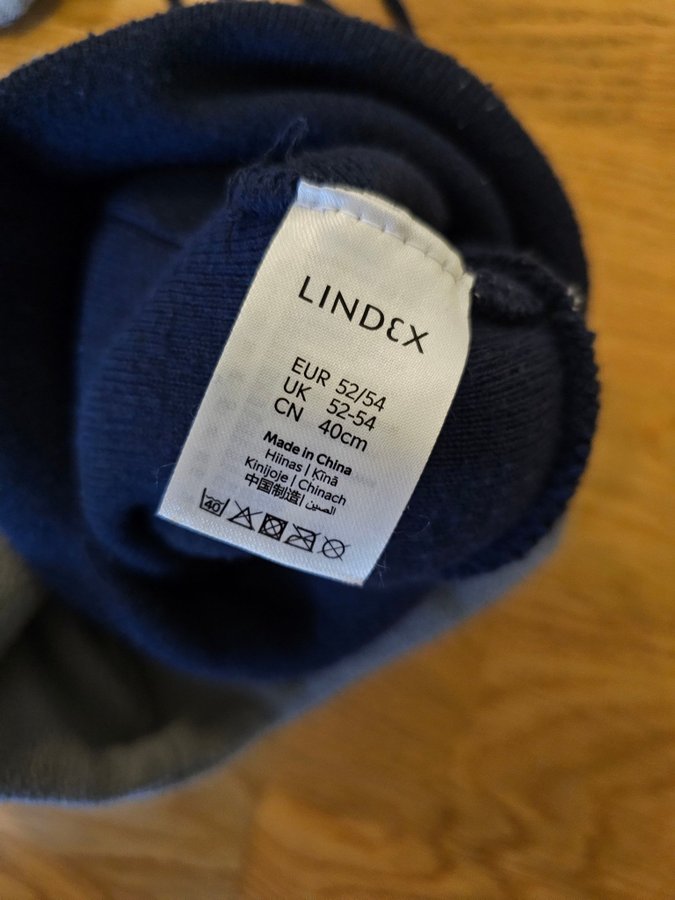 LINDEX
EUR 52/54
UK 52-54
CN 40cm
Made in China
Hiinas | Ķīnā
Kinijoje | Chinach
中国制造| الصين
40